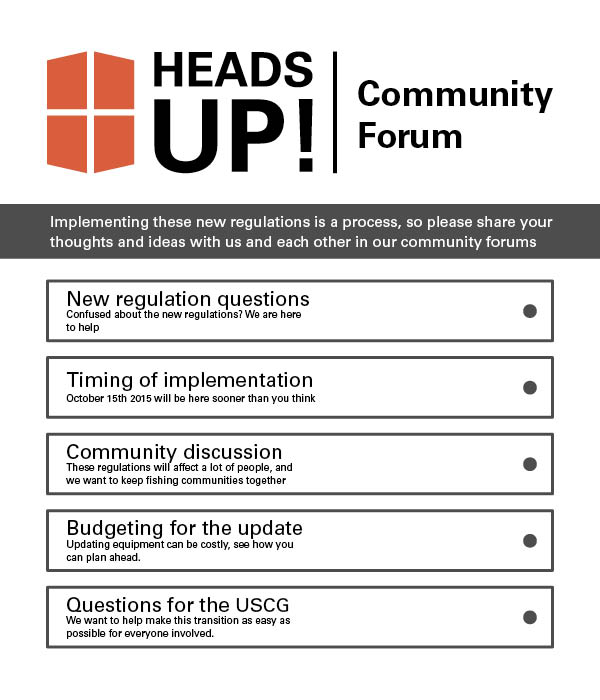 HEADS
UP!
Community
Forum
Implementing these new regulations is a process, so please share your
thoughts and ideas with us and each other in our community forums
New regulation questions
Confused about the new regulations? We are here
to help
Timing of implementation
October 15th 2015 will be here sooner than you think
Community discussion
These regulations will affect a lot of people, and
we want to keep fishing communities together
Budgeting for the update
Updating equipment can be costly, see how you
can plan ahead.
Questions for the USCG
We want to help make this transition as easy as
possible for everyone involved.